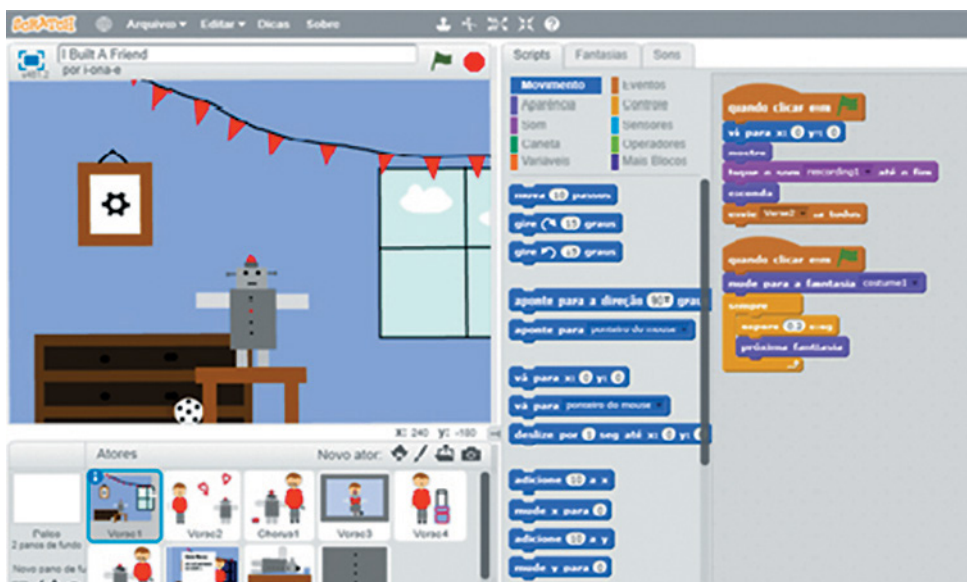 SCRATCH Arquivo Editar Dicas Sobre
I Built A Friend
por i-ona-e
v461.2
X: 240 y: -180
Atores Novo ator:
Palco
2 panos de fundo
Novo pano de fu
Verse1 Verse2 Chorus1 Verse3 Verse4
Scripts Fantasias Sons
Movimento Eventos
Aparência Controle
Som Sensores
Caneta Operadores
Variáveis Mais Blocos
mova 10 passos
gire 15 graus
gire 15 graus
aponte para a direção 90 grau
aponte para ponteiro do mouse
vá para x: 0 y: 0
vá para ponteiro do mouse
deslize por 1 seg até x: 0 y: 0
adicione 10 a x
mude x para 0
adicione 10 a y
mude y para 0
quando clicar em
vá para x: 0 y: 0
mostre
toque o som recording1 até o fim
esconda
envie Verse2 a todos
quando clicar em
mude para a fantasia costume1
sempre
espere 0.3 seg
próxima fantasia